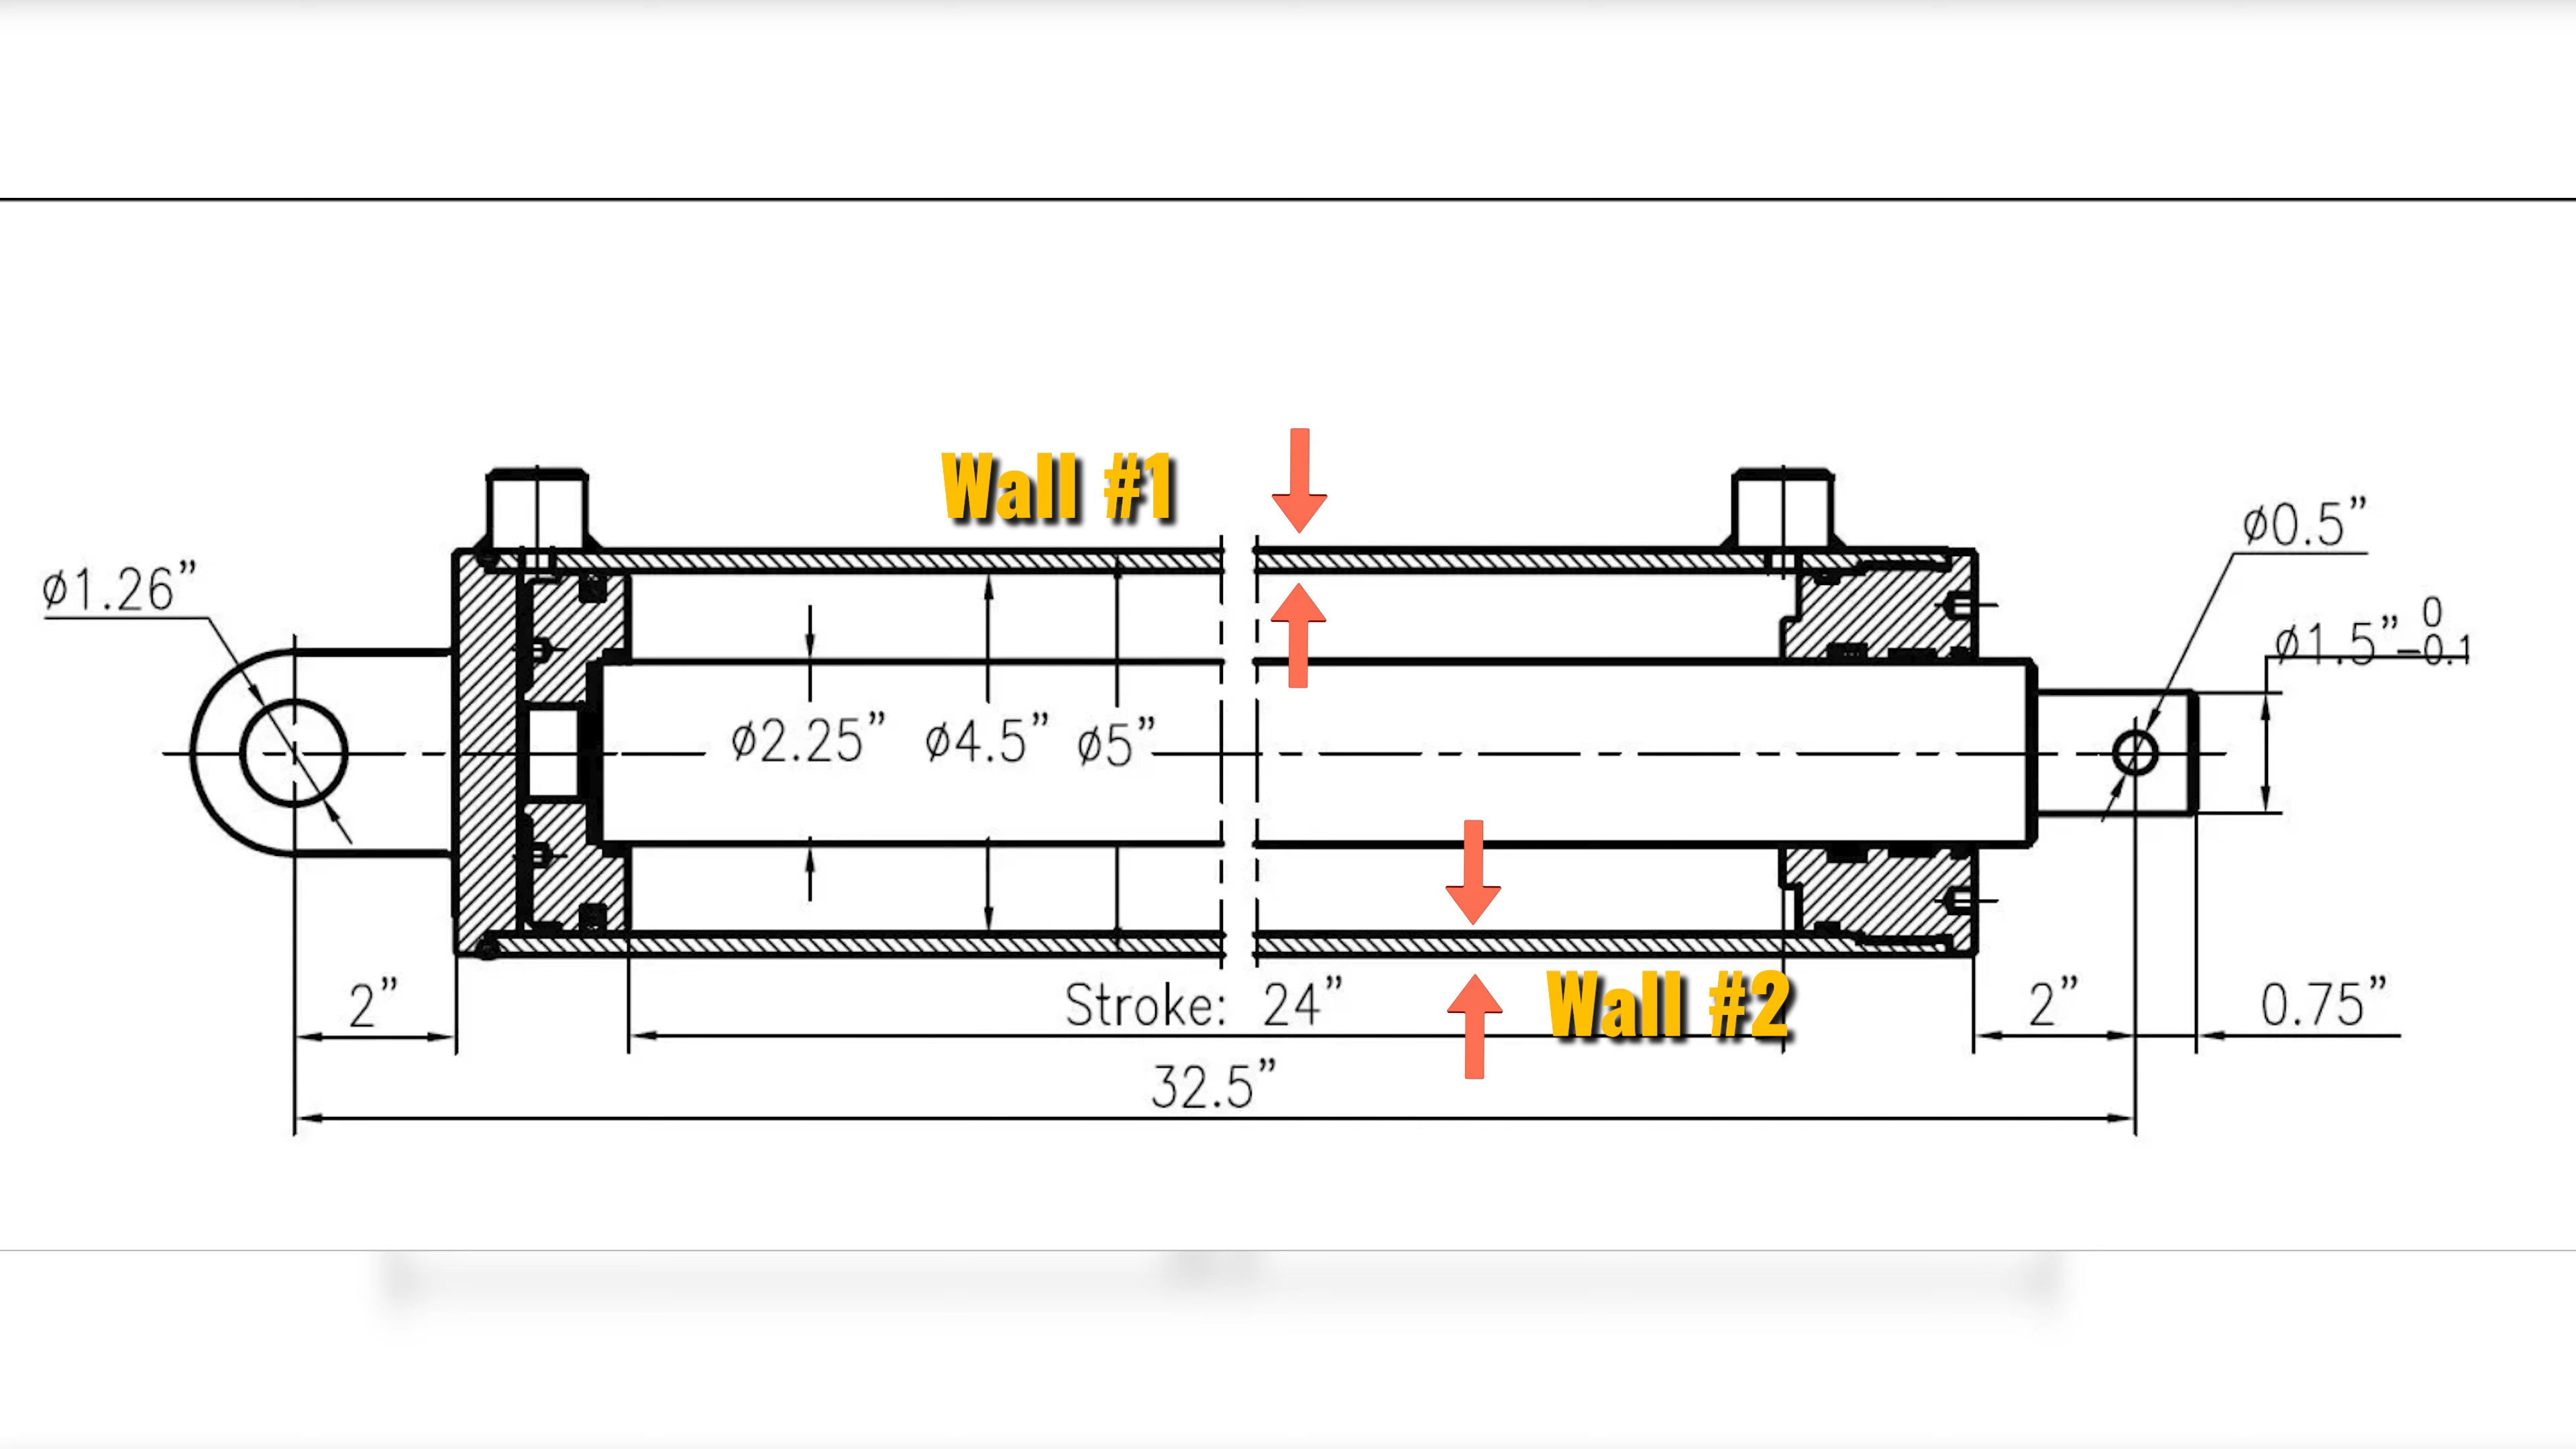 Wall #1
ø0.5”
ø1.26”
ø1.5” 0 -0.1
ø2.25” ø4.5” ø5”
2” Stroke: 24” Wall #2 2” 0.75”
32.5”